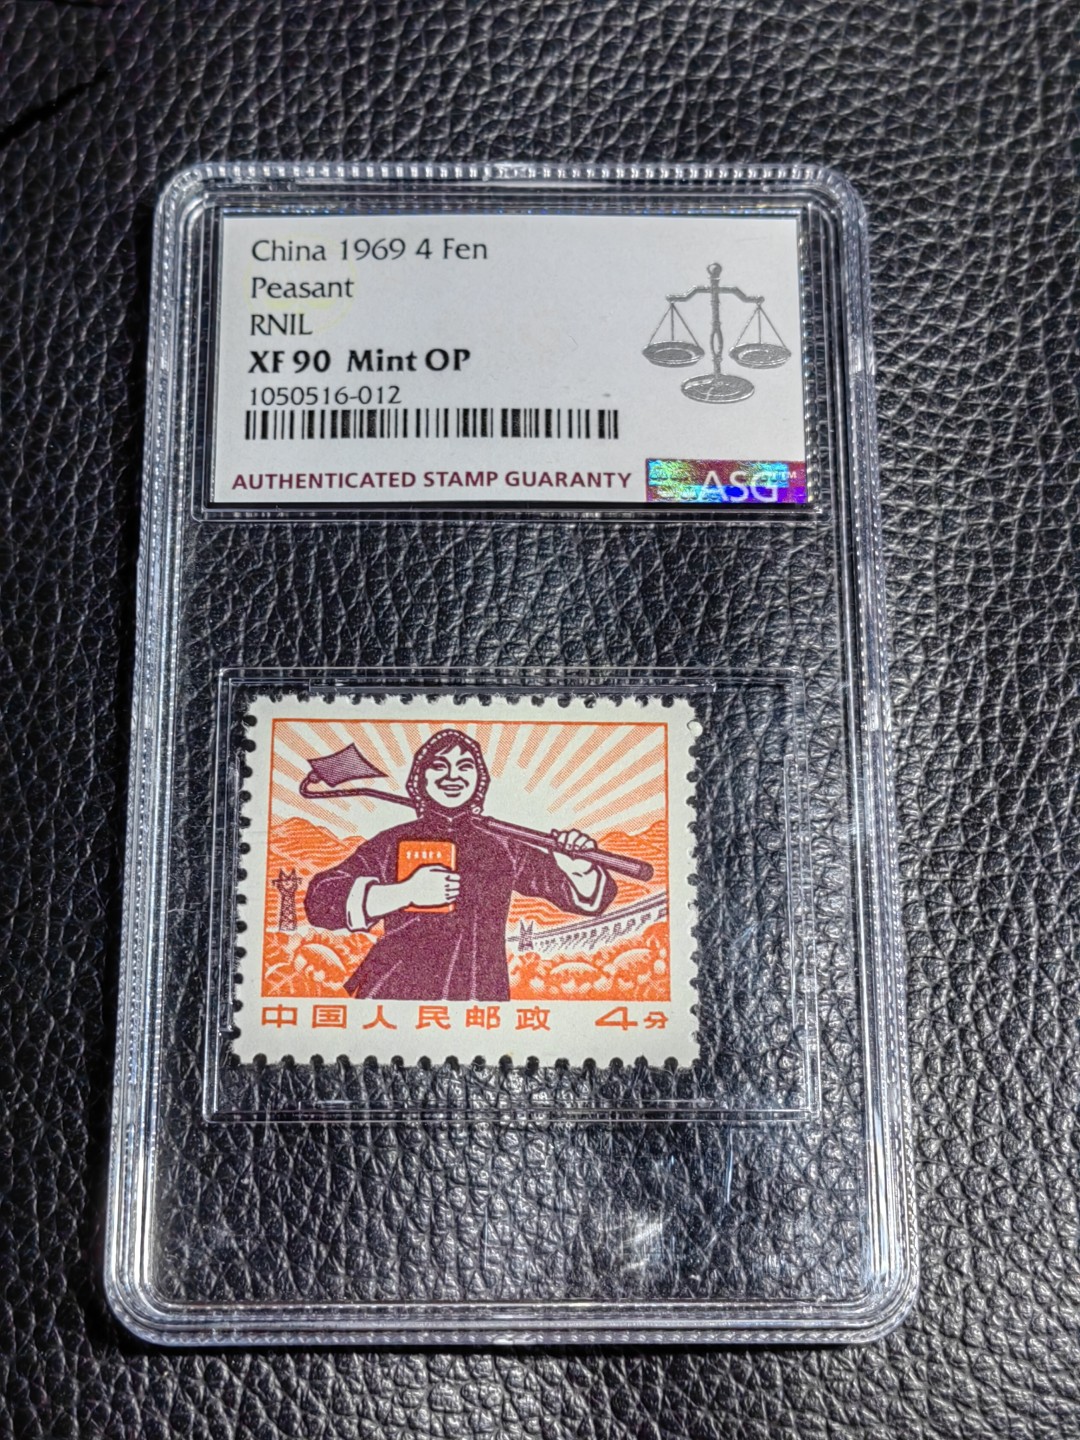 China 1969 4 Fen
Peasant
RNIL
XF 90 Mint OP
1050516-012
AUTHENTICATED STAMP GUARANTY
ASG™
中国人民邮政 4分